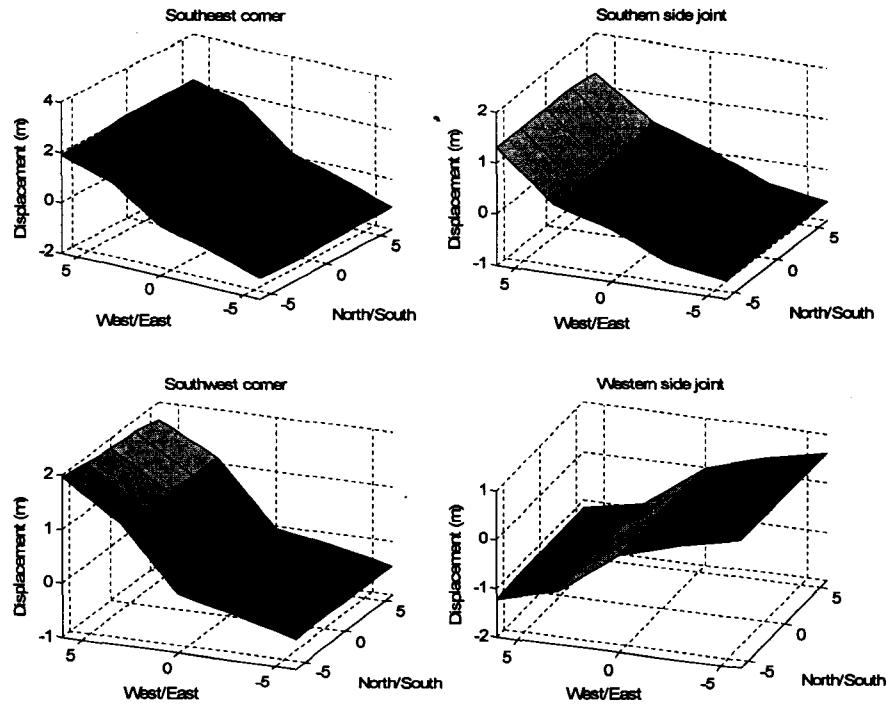 Southeast corner
Southern side joint
4
2
0
-2
Displacement (m)
5
0
-5
West/East
-5
0
5
North/South
2
1
0
-1
Displacement (m)
5
0
-5
West/East
-5
0
5
North/South
Southwest corner
Western side joint
2
1
0
-1
Displacement (m)
5
0
-5
West/East
-5
0
5
North/South
1
0
-1
-2
Displacement (m)
5
0
-5
West/East
-5
0
5
North/South